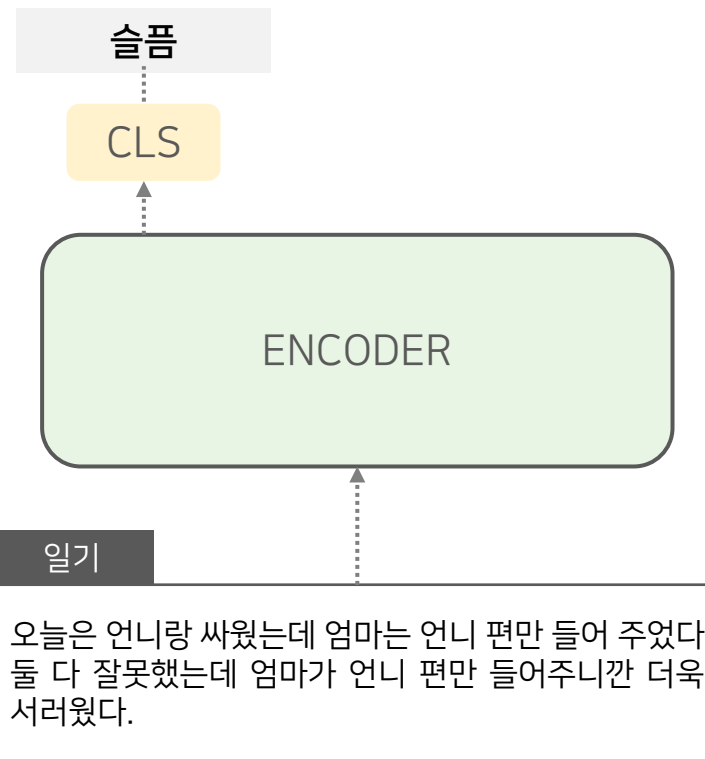 슬픔
CLS
ENCODER
일기
오늘은 언니랑 싸웠는데 엄마는 언니 편만 들어 주었다
둘 다 잘못했는데 엄마가 언니 편만 들어주니깐 더욱
서러웠다.